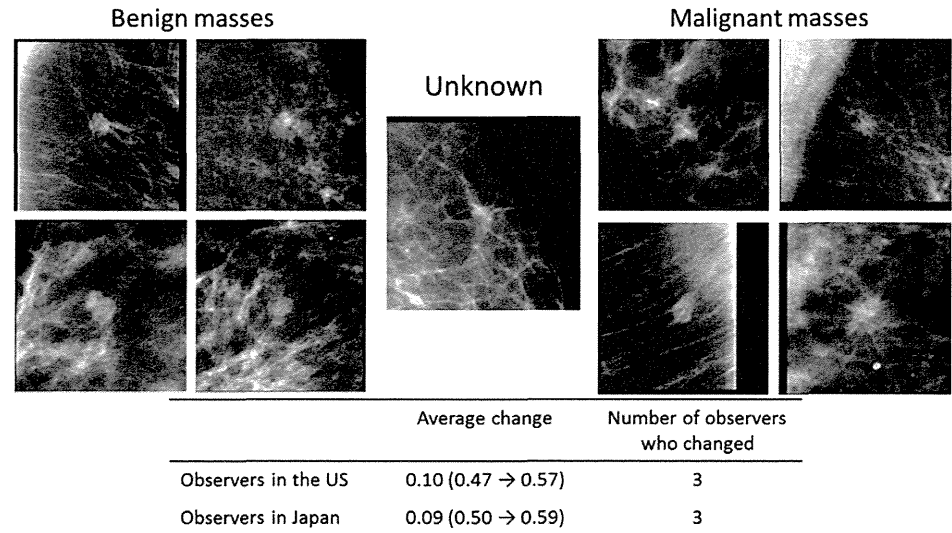 Benign masses
Malignant masses
Unknown
Average change
Number of observers
who changed
Observers in the US 0.10 (0.47 → 0.57) 3
Observers in Japan 0.09 (0.50 → 0.59) 3